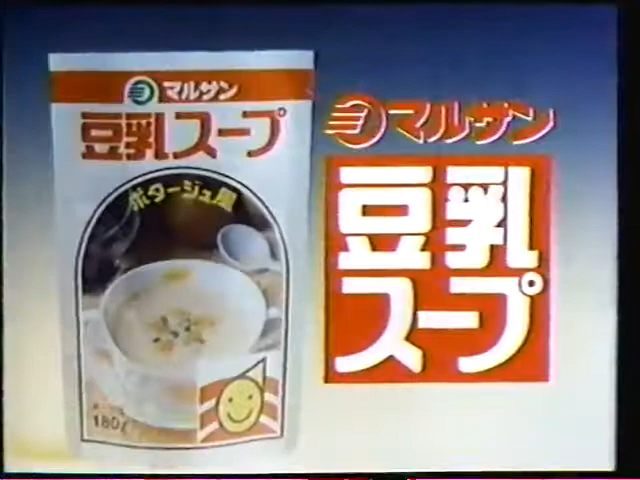 マルサン
豆乳スープ
ポタージュ風
180g
マルサン
豆乳
スープ